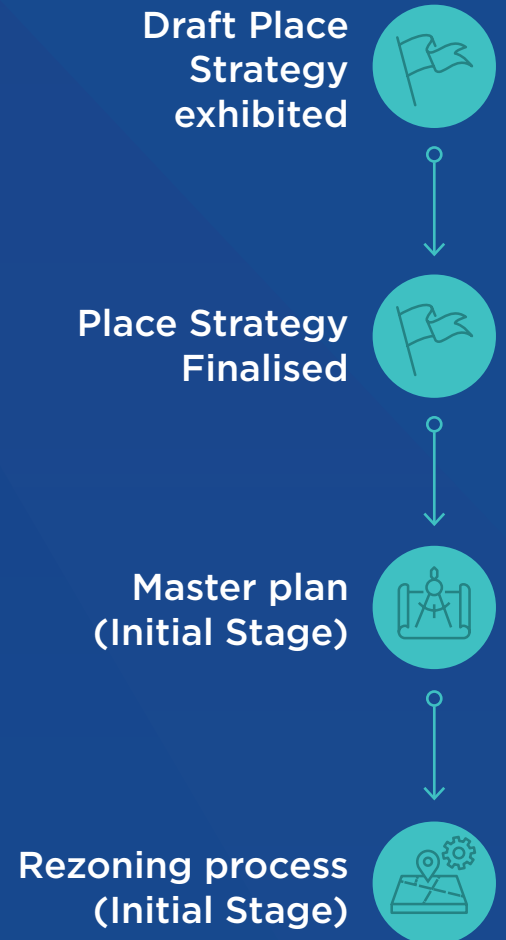 Draft Place
Strategy
exhibited
Place Strategy
Finalised
Master plan
(Initial Stage)
Rezoning process
(Initial Stage)